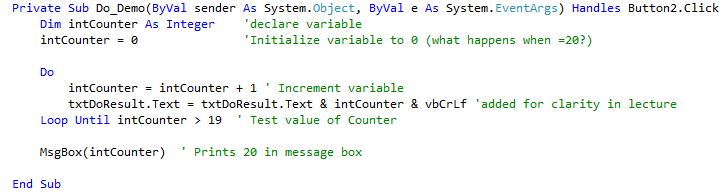 Private Sub Do_Demo(ByVal sender As System.Object, ByVal e As System.EventArgs) Handles Button2.Click
    Dim intCounter As Integer    'declare variable
    intCounter = 0               'Initialize variable to 0 (what happens when =20?)

    Do
        intCounter = intCounter + 1 ' Increment variable
        txtDoResult.Text = txtDoResult.Text & intCounter & vbCrLf 'added for clarity in lecture
    Loop Until intCounter > 19  ' Test value of Counter

    MsgBox(intCounter)  ' Prints 20 in message box

End Sub